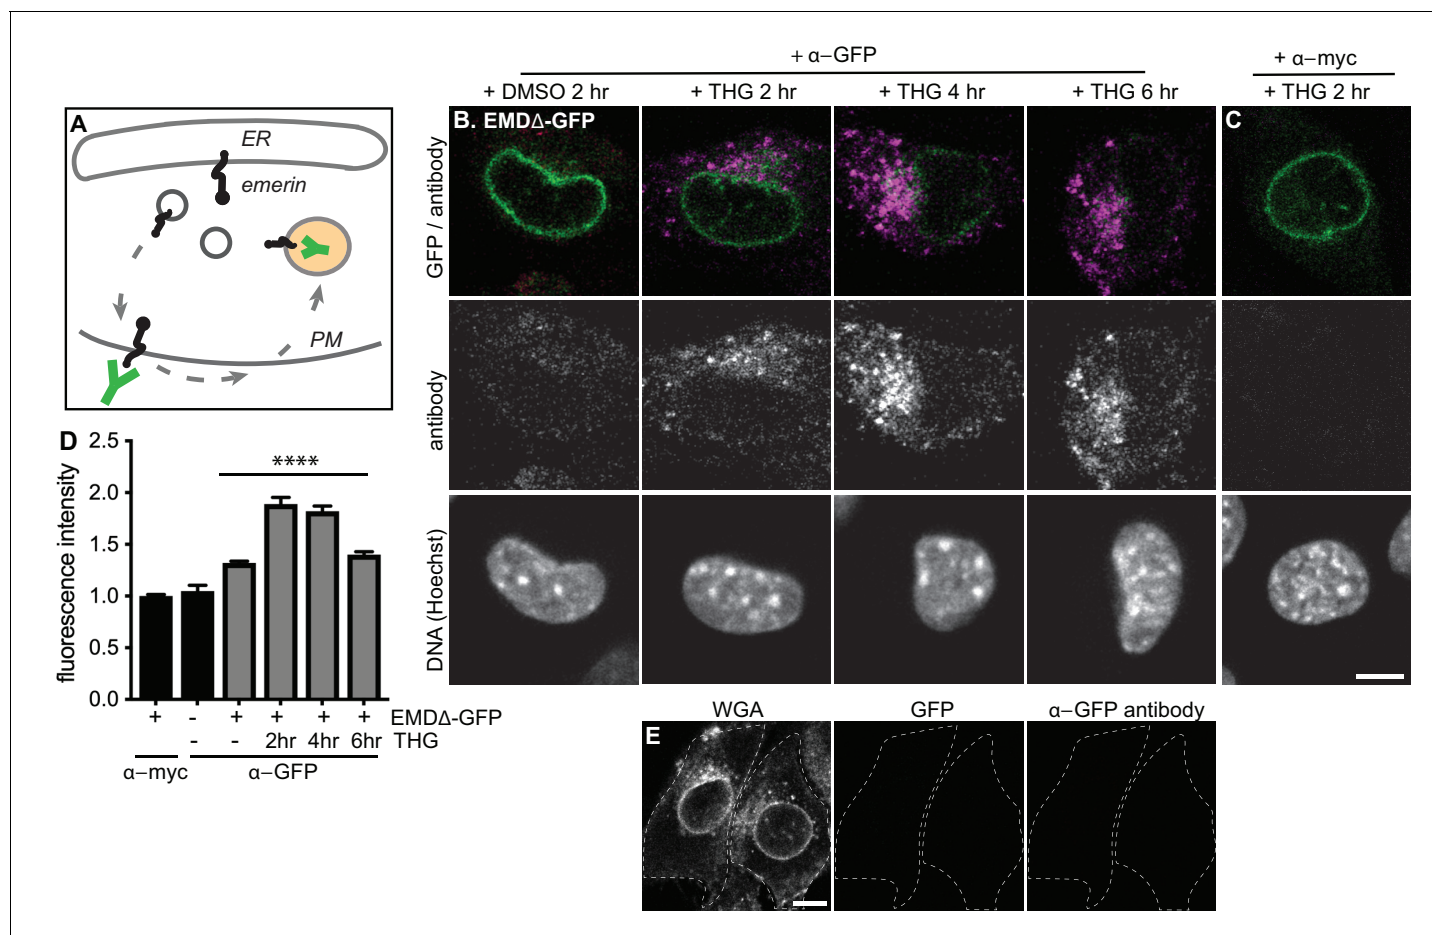 A
ER
emerin
PM
+ α−GFP
+ α−myc
+ DMSO 2 hr
+ THG 2 hr
+ THG 4 hr
+ THG 6 hr
+ THG 2 hr
B. EMDΔ-GFP
C
GFP / antibody
antibody
DNA (Hoechst)
D
fluorescence intensity
2.5
2.0
1.5
1.0
0.5
0.0
****
+ - + + + + EMDΔ-GFP
- - 2hr 4hr 6hr THG
α−myc α−GFP
WGA GFP α−GFP antibody
E